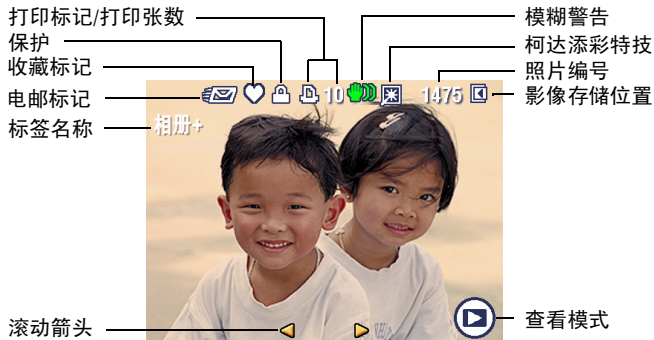 打印标记/打印张数
保护
收藏标记
电邮标记
标签名称
模糊警告
柯达添彩特技
照片编号
影像存储位置
10
1475
相册+
滚动箭头
查看模式